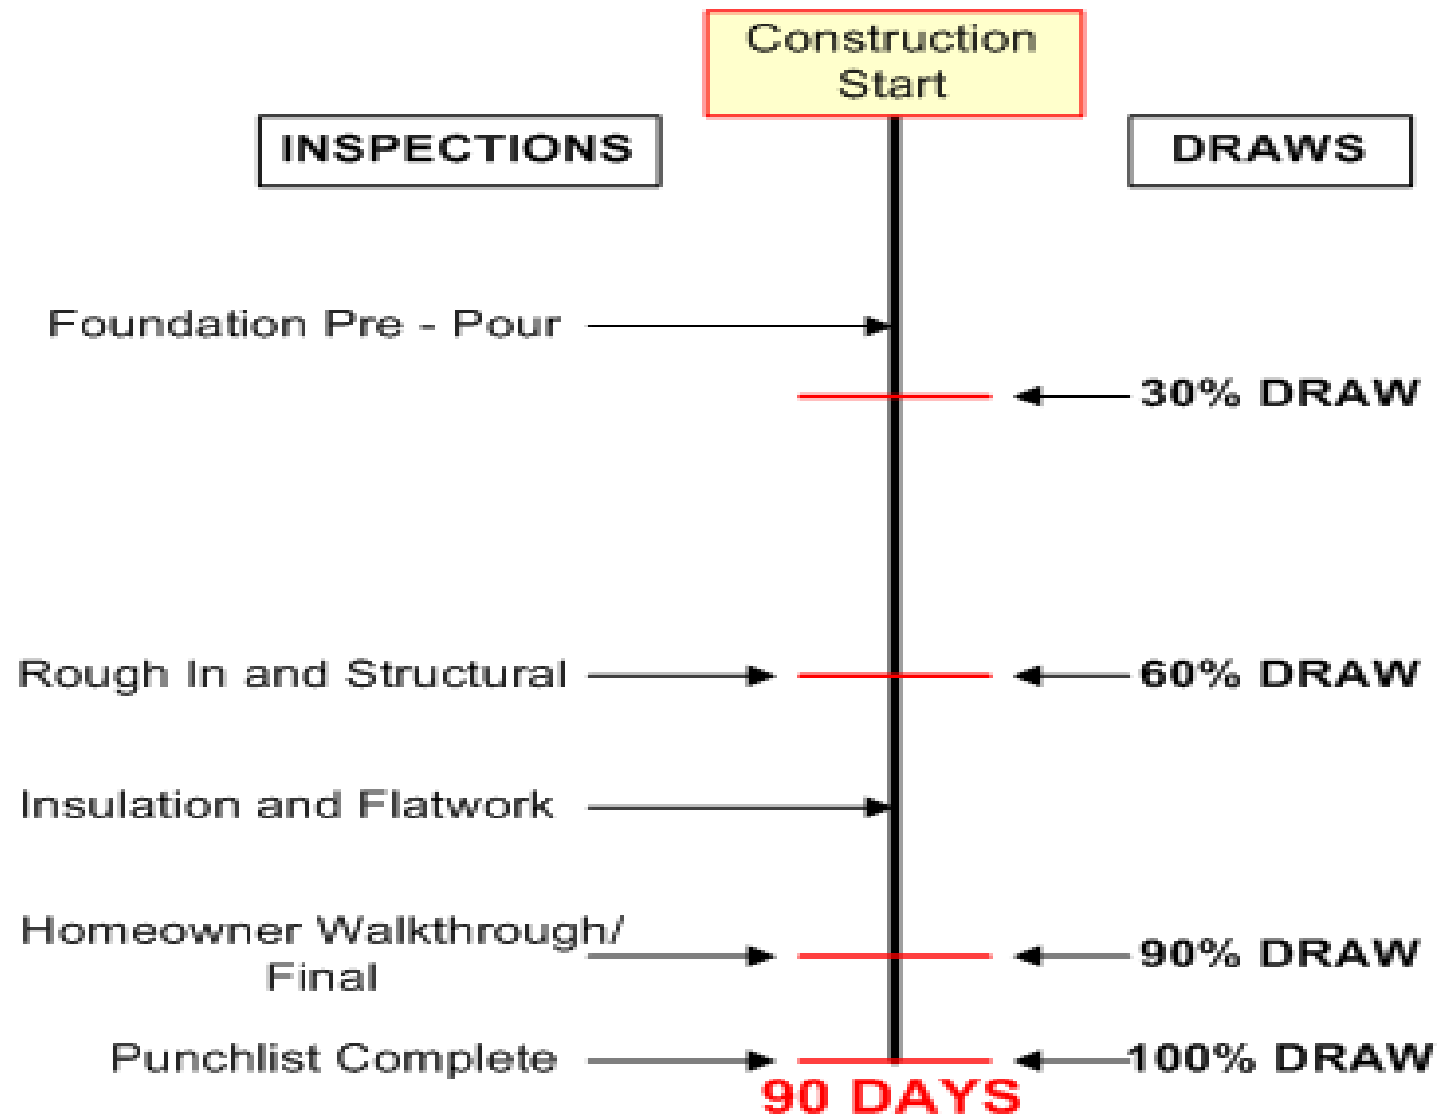 Construction
Start
INSPECTIONS
DRAWS
Foundation Pre - Pour
30% DRAW
Rough In and Structural
60% DRAW
Insulation and Flatwork
Homeowner Walkthrough/
Final
90% DRAW
Punchlist Complete
100% DRAW
90 DAYS